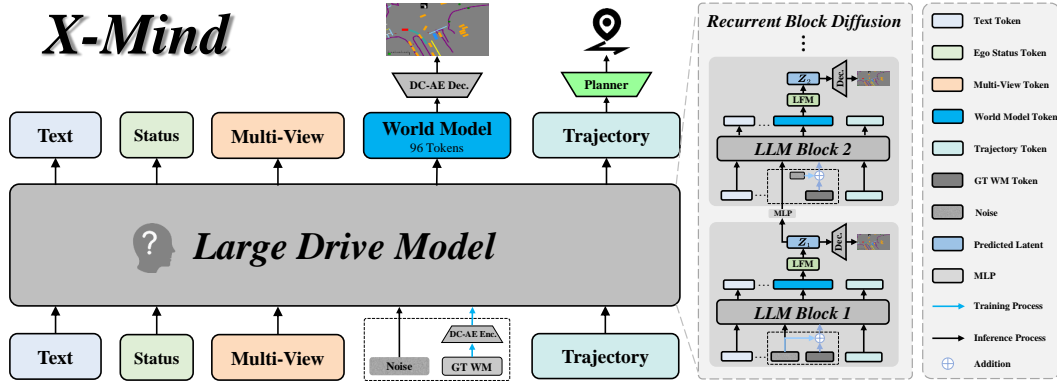 X-Mind
DC-AE Dec.
Planner
Text
Status
Multi-View
World Model
96 Tokens
Trajectory
?
Large Drive Model
DC-AE Enc.
Noise
GT WM
Text
Status
Multi-View
Trajectory
Recurrent Block Diffusion
Z2
Dec.
LFM
LLM Block 2
MLP
Z1
Dec.
LFM
LLM Block 1
Text Token
Ego Status Token
Multi-View Token
World Model Token
Trajectory Token
GT WM Token
Noise
Predicted Latent
MLP
Training Process
Inference Process
Addition